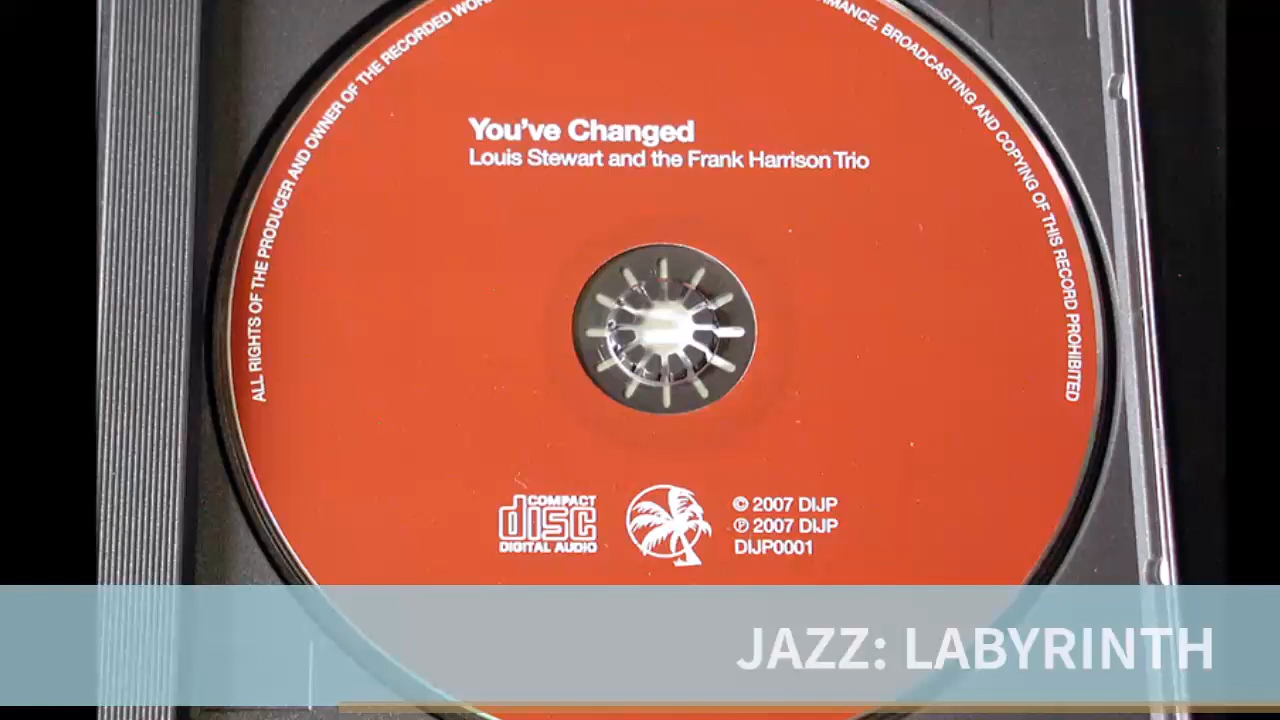 ALL RIGHTS OF THE PRODUCER AND OWNER OF THE RECORDED
BROADCASTING AND COPYING OF THIS RECORD PROHIBITED
You've Changed
Louis Stewart and the Frank Harrison Trio
COMPACT
disc
DIGITAL AUDIO
© 2007 DIJP
℗ 2007 DIJP
DIJP0001
JAZZ: LABYRINTH